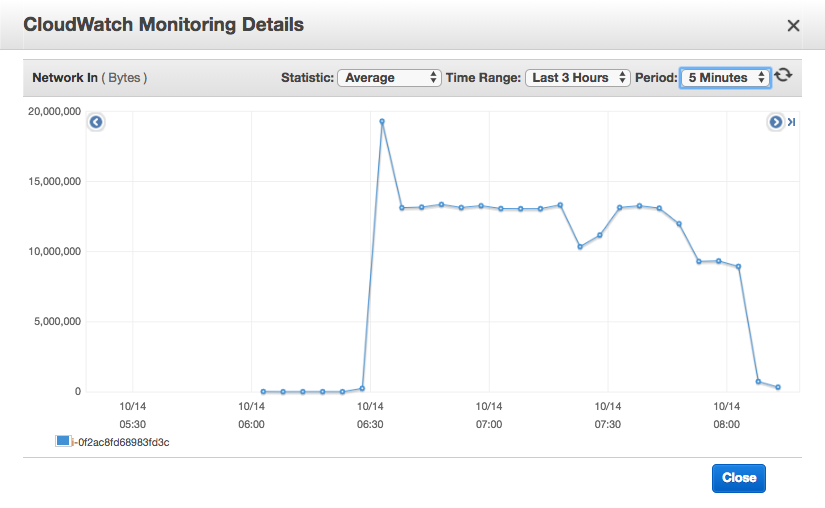 CloudWatch Monitoring Details
Network In ( Bytes ) Statistic: Average Time Range: Last 3 Hours Period: 5 Minutes
20,000,000
15,000,000
10,000,000
5,000,000
0
10/14 10/14 10/14 10/14 10/14 10/14
05:30 06:00 06:30 07:00 07:30 08:00
i-0f2ac8fd68983fd3c
Close